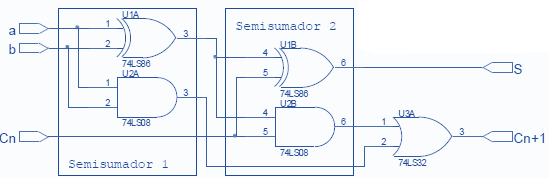 a
b
Cn
U1A
1
2
3
74LS86
U2A
1
2
3
74LS08
Semisumador 1
Semisumador 2
U1B
4
5
6
74LS86
U2B
4
5
6
74LS08
U3A
1
2
3
74LS32
S
Cn+1